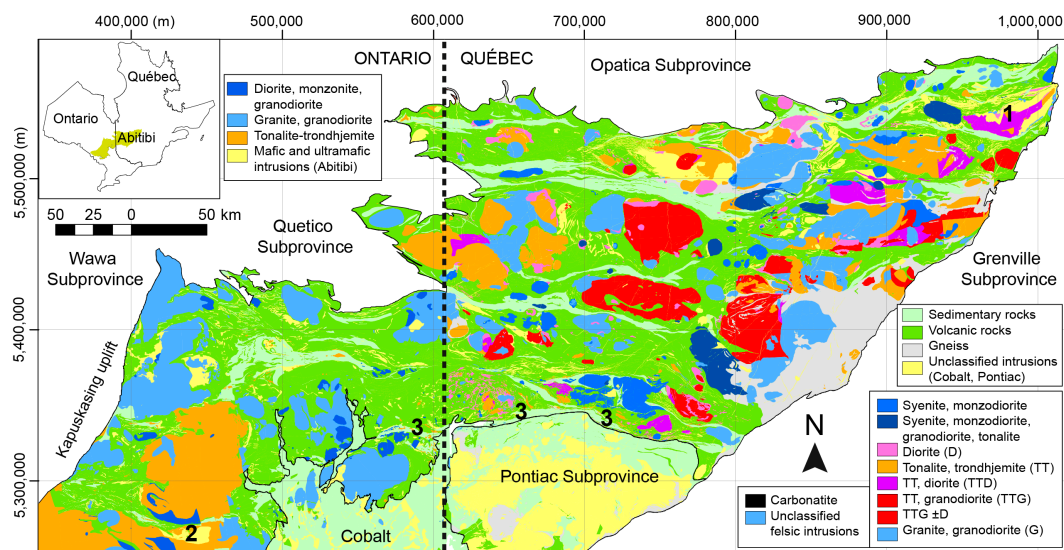 400,000 (m)
500,000
600,000
700,000
800,000
900,000
1,000,000
ONTARIO
QUÉBEC
Opatica Subprovince
Québec
Ontario
Abitibi
Diorite, monzonite,
granodiorite
Granite, granodiorite
Tonalite-trondhjemite
Mafic and ultramafic
intrusions (Abitibi)
1
5,500,000 (m)
50
25
0
50 km
Quetico
Subprovince
Wawa
Subprovince
Grenville
Subprovince
5,400,000
Sedimentary rocks
Volcanic rocks
Gneiss
Unclassified intrusions
(Cobalt, Pontiac)
Kapuskasing uplift
3
3
3
Syenite, monzodiorite
Syenite, monzodiorite,
granodiorite, tonalite
Diorite (D)
Tonalite, trondhjemite (TT)
TT, diorite (TTD)
TT, granodiorite (TTG)
TTG ±D
Granite, granodiorite (G)
N
5,300,000
Pontiac Subprovince
Carbonatite
Unclassified
felsic intrusions
2
Cobalt